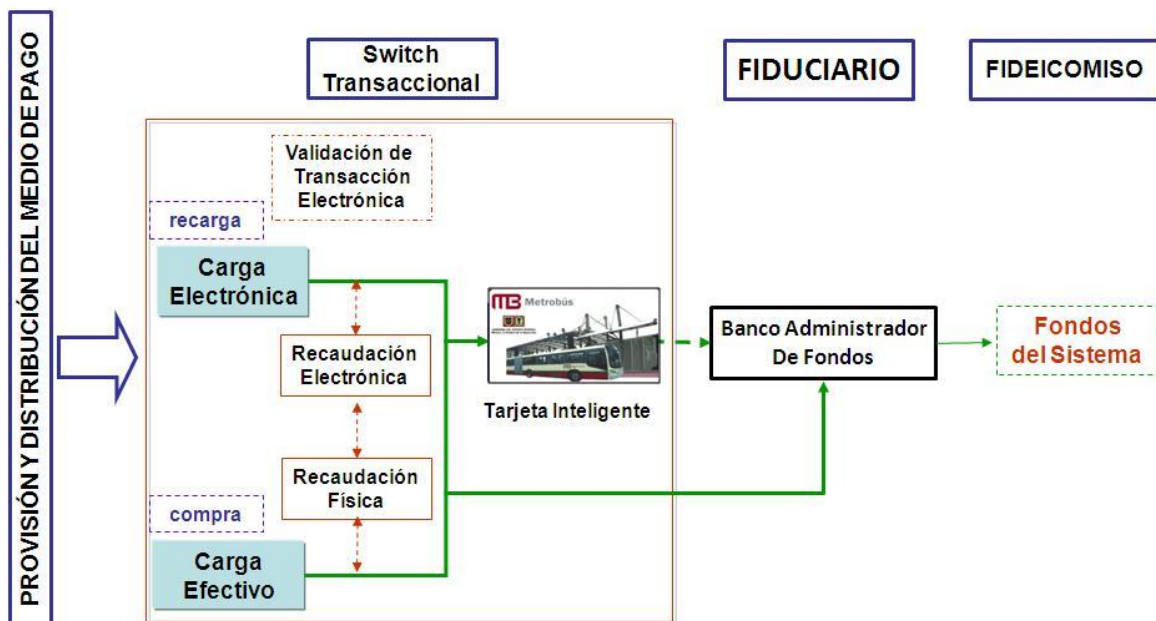 PROVISIÓN Y DISTRIBUCIÓN DEL MEDIO DE PAGO
Switch
Transaccional
FIDUCIARIO
FIDEICOMISO
Validación de
Transacción
Electrónica
recarga
Carga
Electrónica
Recaudación
Electrónica
MB Metrobús
Tarjeta Inteligente
Banco Administrador
De Fondos
Fondos
del Sistema
Recaudación
Física
compra
Carga
Efectivo